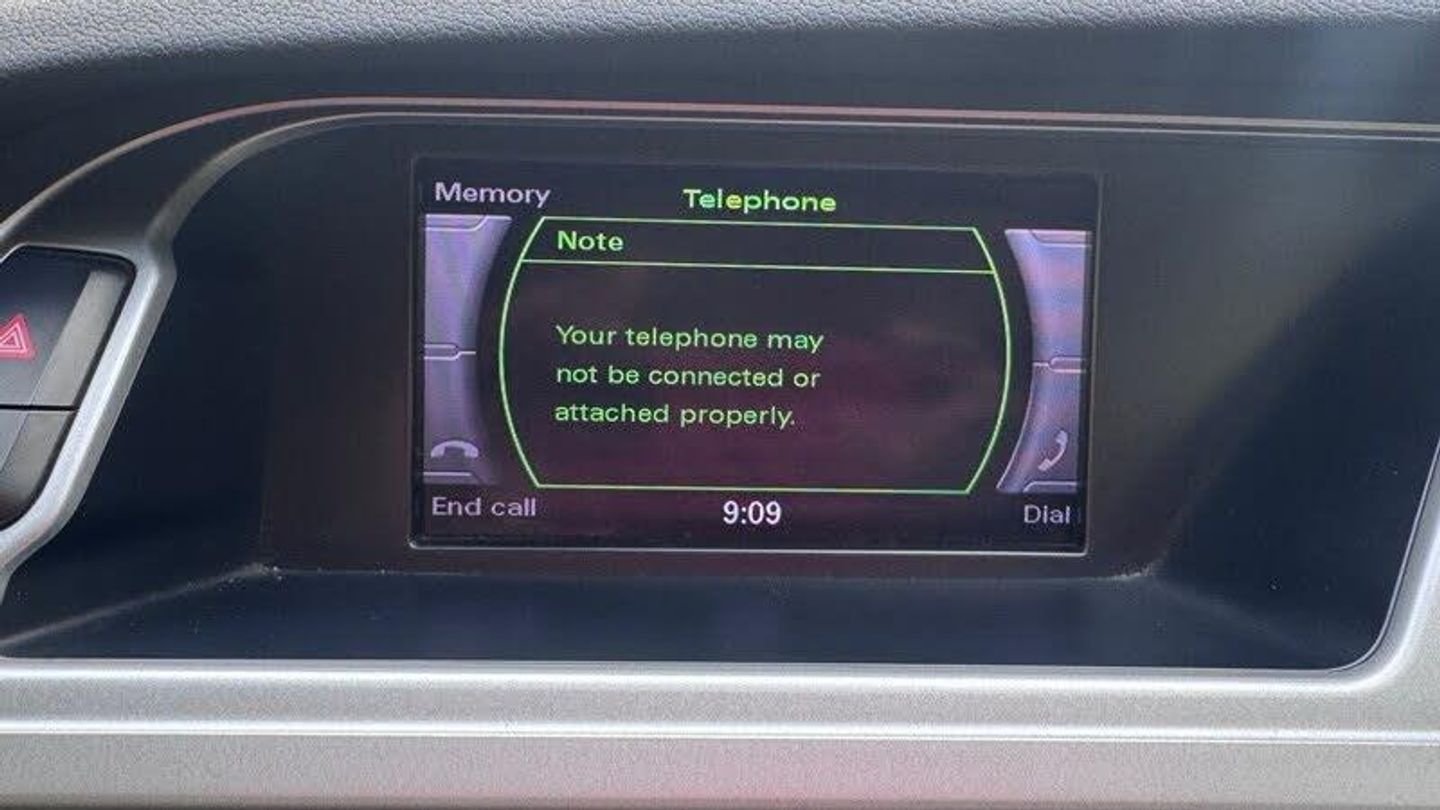 Memory
Telephone
Note
Your telephone may
not be connected or
attached properly.
End call
9:09
Dial